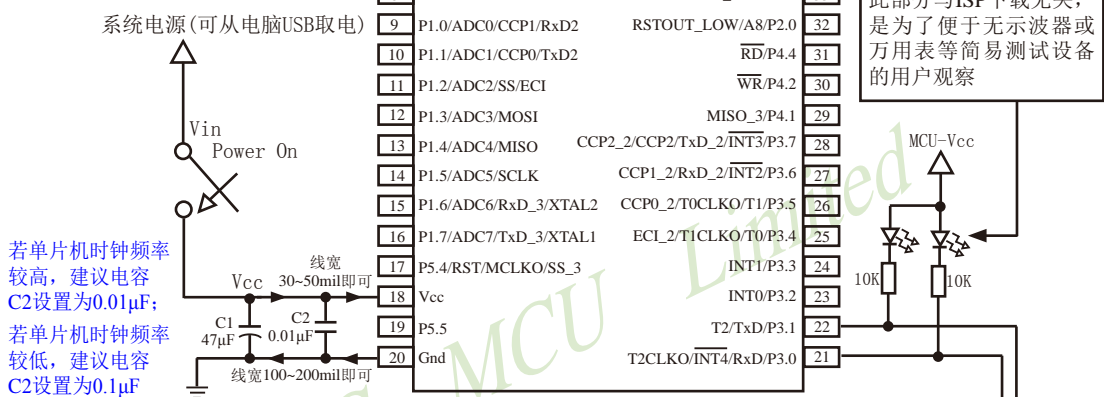 系统电源(可从电脑USB取电)
Vin
Power On
若单片机时钟频率
较高，建议电容
C2设置为0.01μF；
若单片机时钟频率
较低，建议电容
C2设置为0.1μF
Vcc
线宽
30~50mil即可
C1
47μF
C2
0.01μF
线宽100~200mil即可
9 P1.0/ADC0/CCP1/RxD2
10 P1.1/ADC1/CCP0/TxD2
11 P1.2/ADC2/SS/ECI
12 P1.3/ADC3/MOSI
13 P1.4/ADC4/MISO
14 P1.5/ADC5/SCLK
15 P1.6/ADC6/RxD_3/XTAL2
16 P1.7/ADC7/TxD_3/XTAL1
17 P5.4/RST/MCLKO/SS_3
18 Vcc
19 P5.5
20 Gnd
RSTOUT_LOW/A8/P2.0 32
RD/P4.4 31
WR/P4.2 30
MISO_3/P4.1 29
CCP2_2/CCP2/TxD_2/INT3/P3.7 28
CCP1_2/RxD_2/INT2/P3.6 27
CCP0_2/T0CLKO/T1/P3.5 26
ECI_2/T1CLKO/T0/P3.4 25
INT1/P3.3 24
INT0/P3.2 23
T2/TxD/P3.1 22
T2CLKO/INT4/RxD/P3.0 21
MCU Limited
此部分与ISP下载无关，
是为了便于无示波器或
万用表等简易测试设备
的用户观察
MCU-Vcc
10K
10K